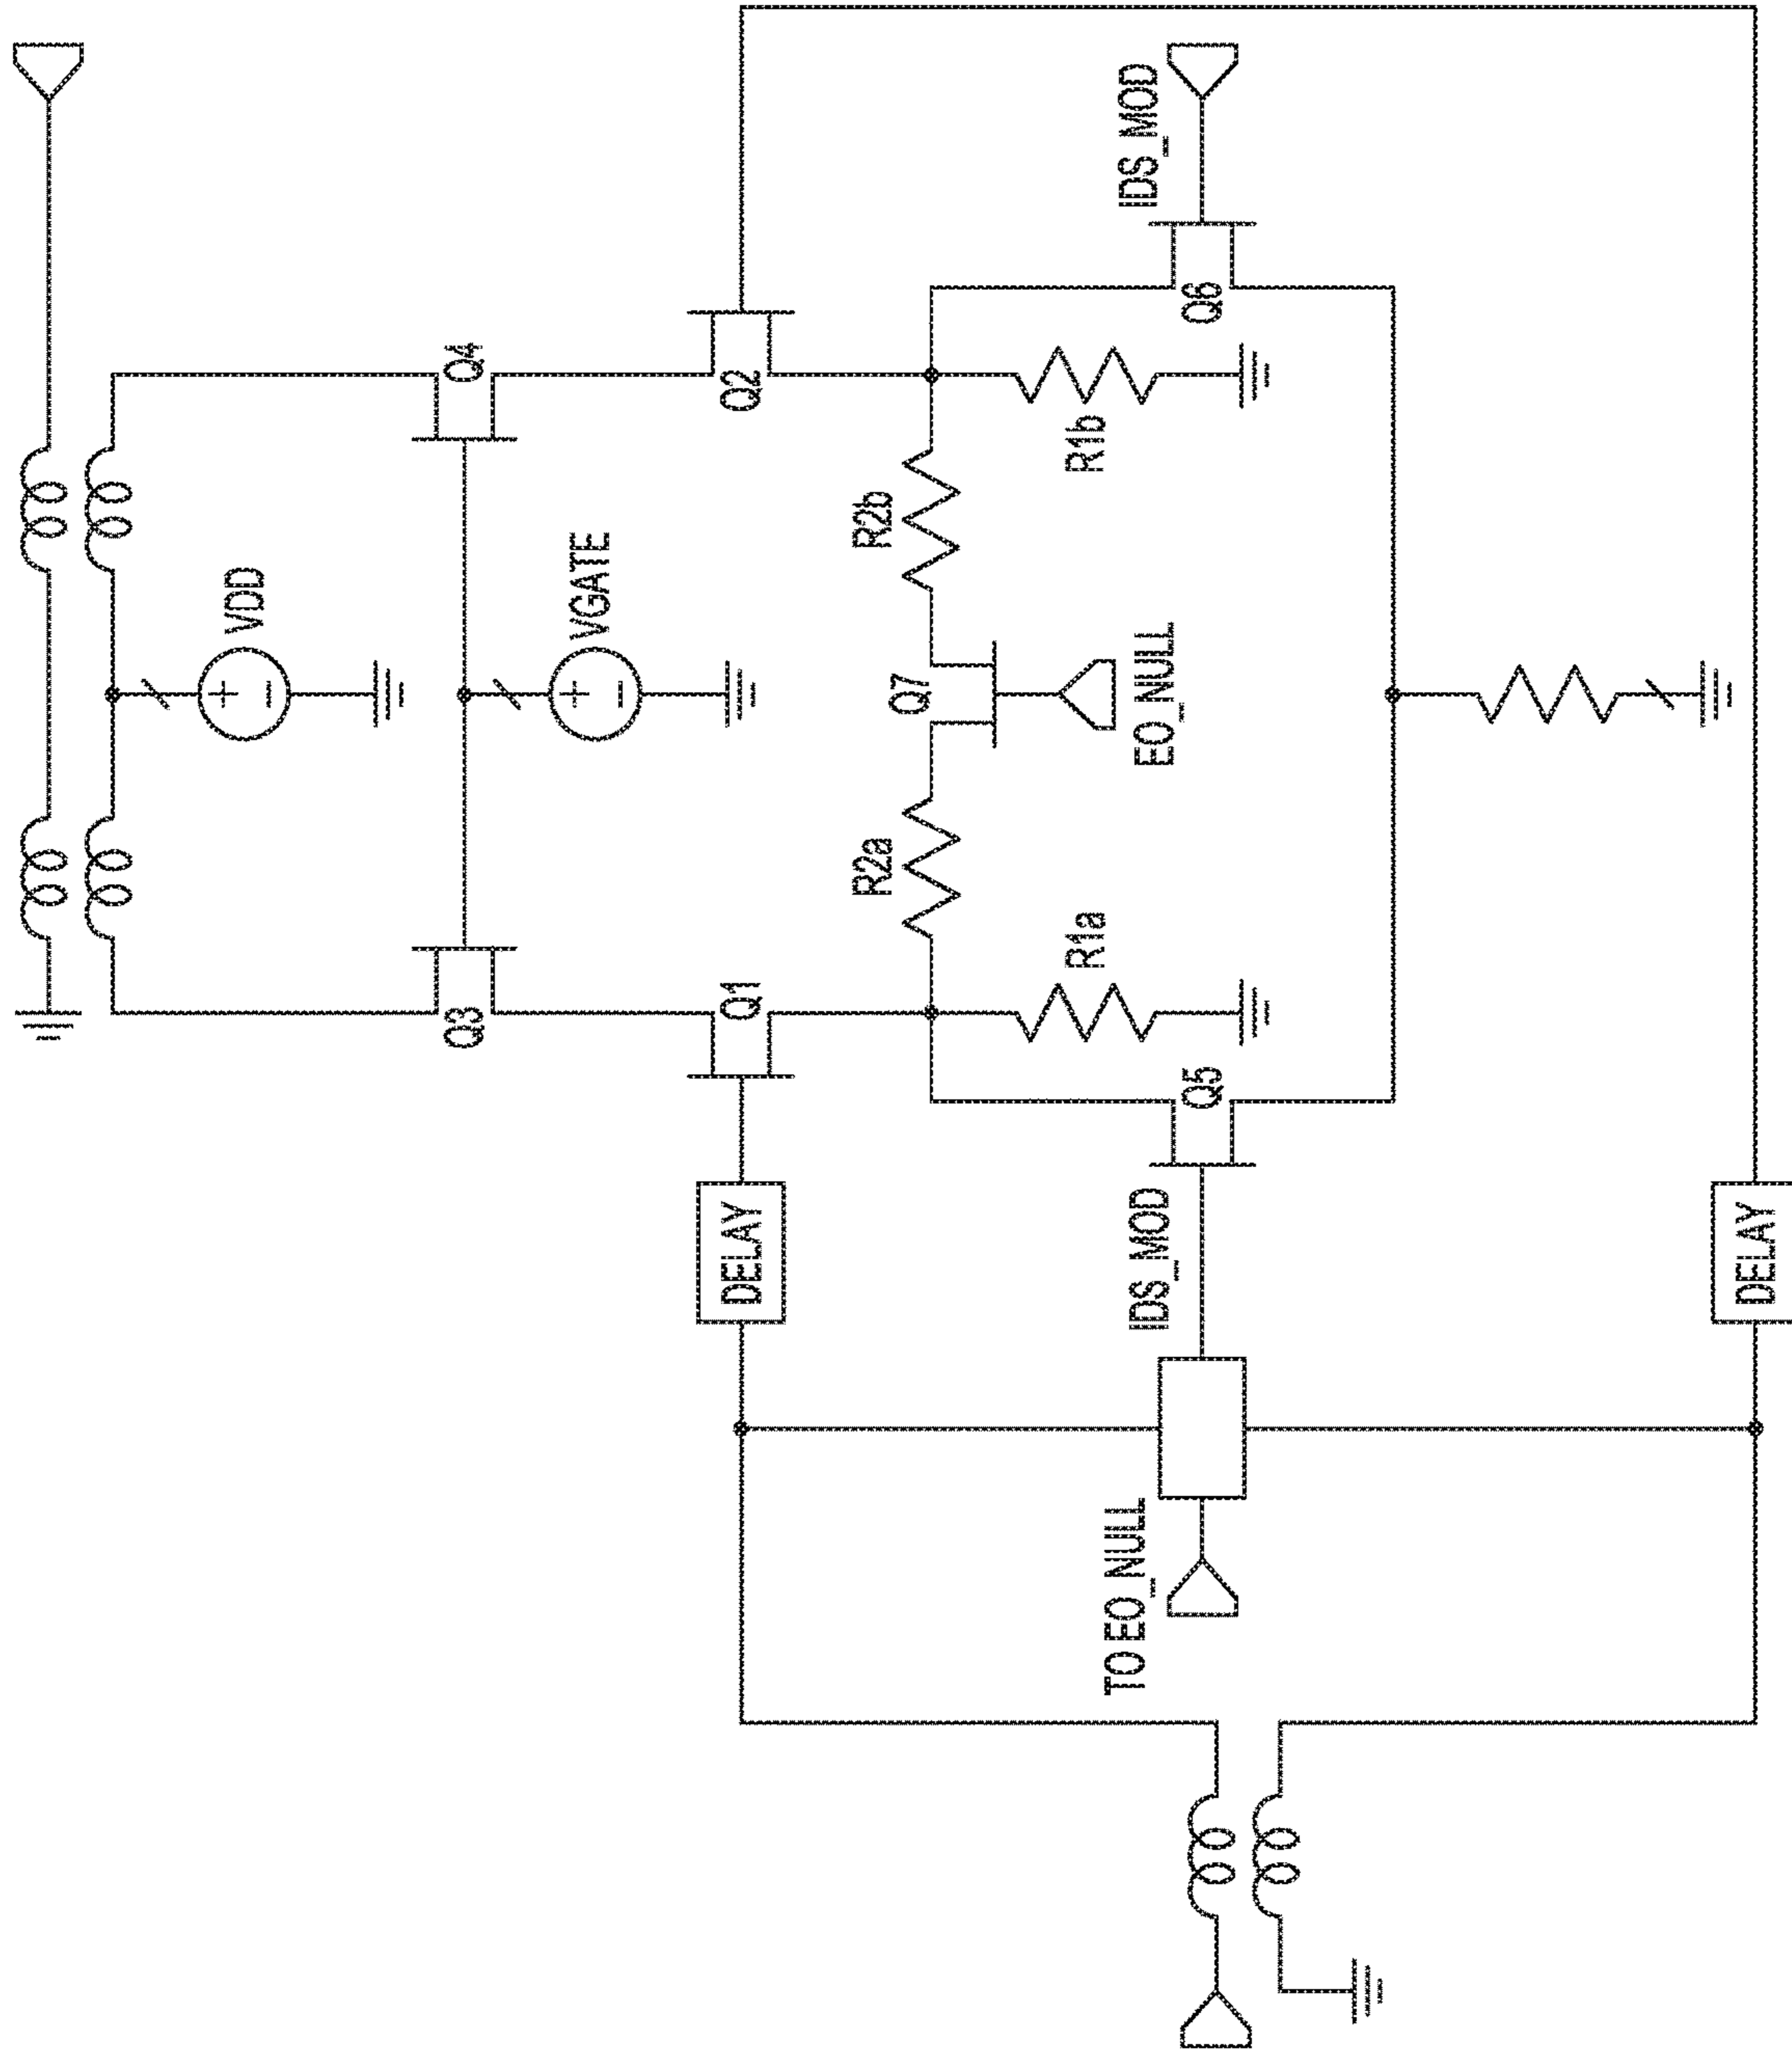 VDD
Q4
Q3
VGATE
Q2
Q1
DELAY
R2a
R2b
Q7
EO_NULL
R1a
R1b
Q5
Q6
IDS_MOD
IDS_MOD
TO EO_NULL
DELAY